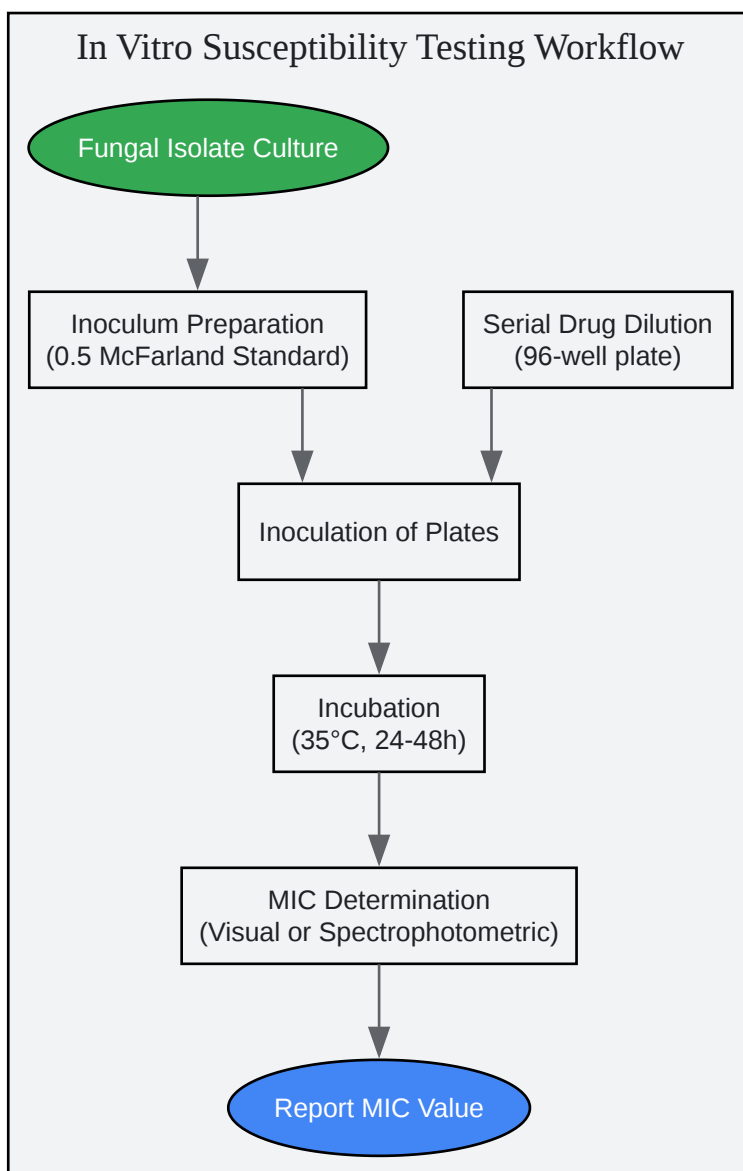 In Vitro Susceptibility Testing Workflow
Fungal Isolate Culture
Inoculum Preparation
(0.5 McFarland Standard)
Serial Drug Dilution
(96-well plate)
Inoculation of Plates
Incubation
(35°C, 24-48h)
MIC Determination
(Visual or Spectrophotometric)
Report MIC Value